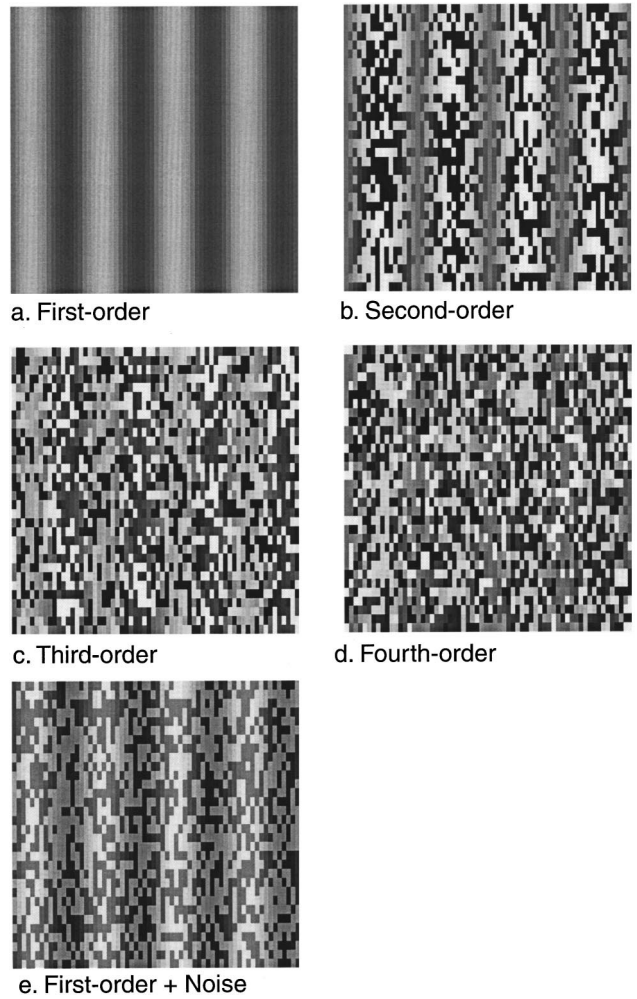 a. First-order
b. Second-order
c. Third-order
d. Fourth-order
e. First-order + Noise